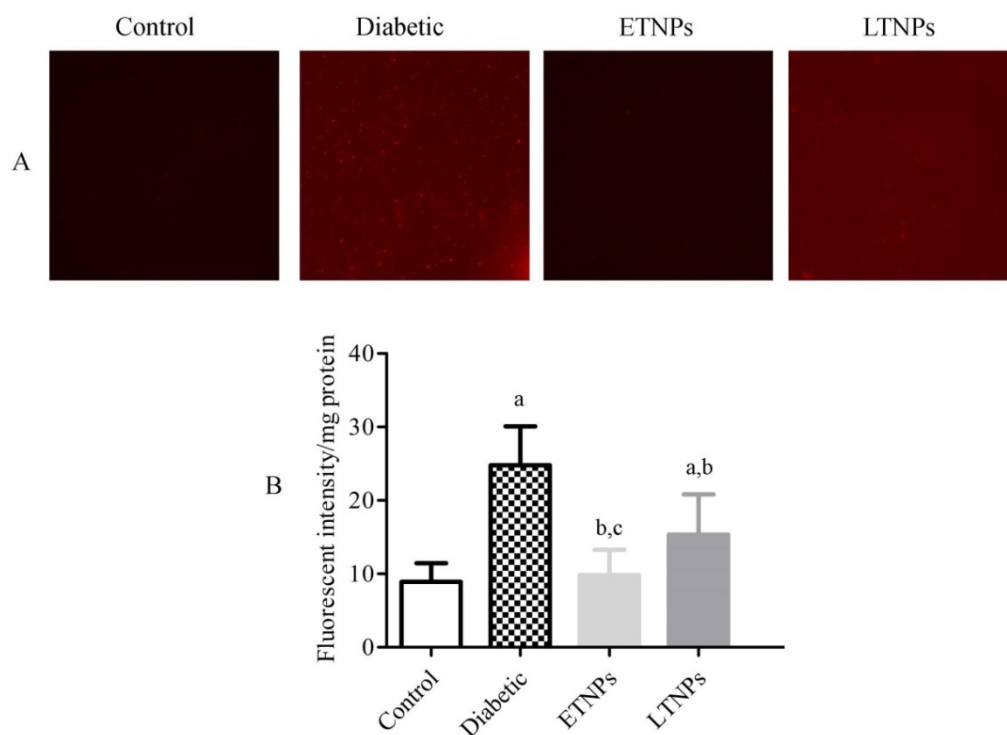 Control
Diabetic
ETNPs
LTNPs
A
B
Fluorescent intensity/mg protein
40
30
20
10
0
a
b,c
a,b
Control
Diabetic
ETNPs
LTNPs